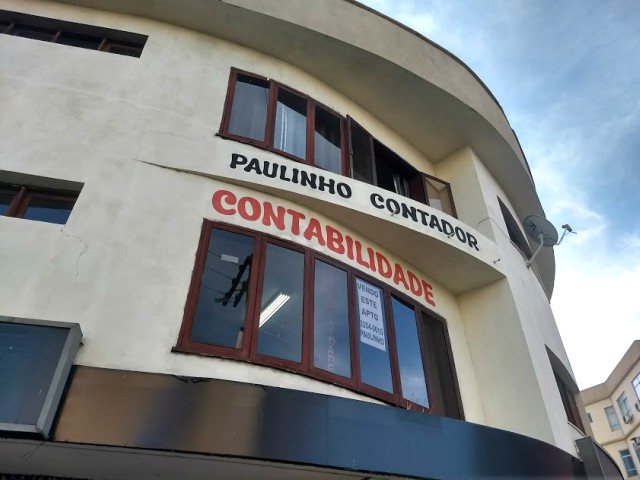 PAULINHO CONTADOR
CONTABILIDADE
VENDO
ESTE
APTO
PAULINHO